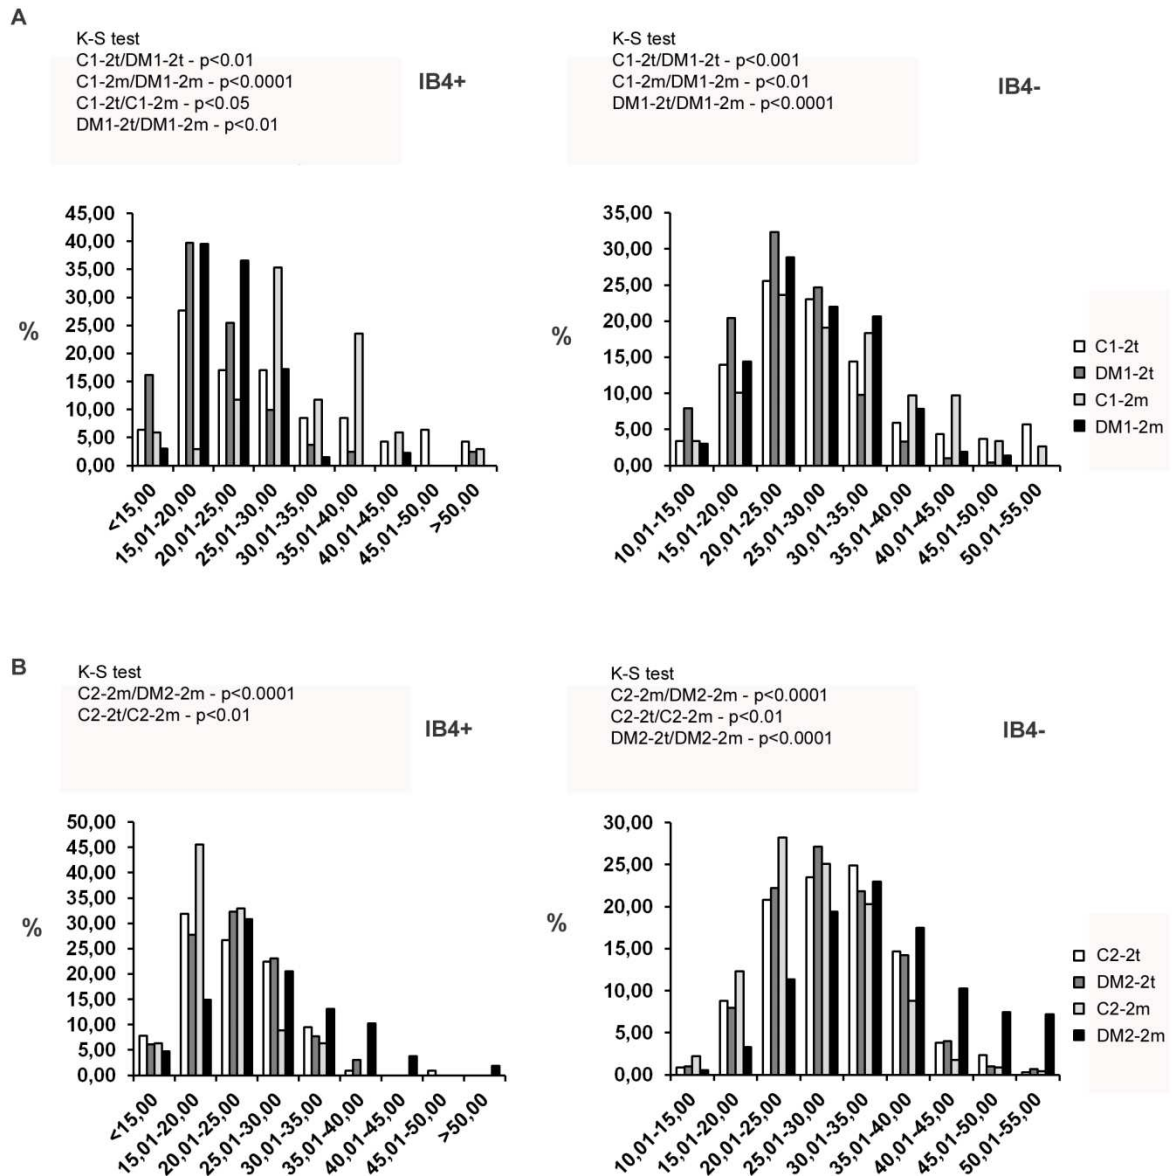 A
K-S test
C1-2t/DM1-2t - p<0.01
C1-2m/DM1-2m - p<0.0001
C1-2t/C1-2m - p<0.05
DM1-2t/DM1-2m - p<0.01
IB4+
K-S test
C1-2t/DM1-2t - p<0.001
C1-2m/DM1-2m - p<0.01
DM1-2t/DM1-2m - p<0.0001
IB4-
45,00
40,00
35,00
30,00
25,00
20,00
15,00
10,00
5,00
0,00
%
<15,00
15,01-20,00
20,01-25,00
25,01-30,00
30,01-35,00
35,01-40,00
40,01-45,00
45,01-50,00
>50,00
35,00
30,00
25,00
20,00
15,00
10,00
5,00
0,00
%
10,01-15,00
15,01-20,00
20,01-25,00
25,01-30,00
30,01-35,00
35,01-40,00
40,01-45,00
45,01-50,00
50,01-55,00
C1-2t
DM1-2t
C1-2m
DM1-2m
B
K-S test
C2-2m/DM2-2m - p<0.0001
C2-2t/C2-2m - p<0.01
IB4+
K-S test
C2-2m/DM2-2m - p<0.0001
C2-2t/C2-2m - p<0.01
DM2-2t/DM2-2m - p<0.0001
IB4-
50,00
45,00
40,00
35,00
30,00
25,00
20,00
15,00
10,00
5,00
0,00
%
<15,00
15,01-20,00
20,01-25,00
25,01-30,00
30,01-35,00
35,01-40,00
40,01-45,00
45,01-50,00
>50,00
30,00
25,00
20,00
15,00
10,00
5,00
0,00
%
10,01-15,00
15,01-20,00
20,01-25,00
25,01-30,00
30,01-35,00
35,01-40,00
40,01-45,00
45,01-50,00
50,01-55,00
C2-2t
DM2-2t
C2-2m
DM2-2m